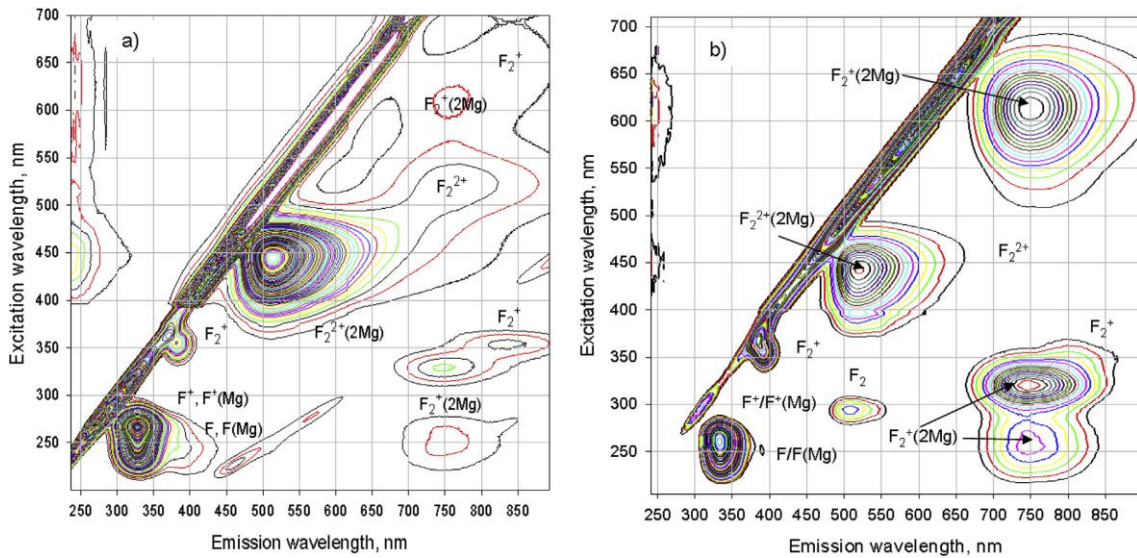 a)
700
650
600
550
500
450
400
350
300
250
Excitation wavelength, nm
F₂⁺
F₂⁺(2Mg)
F₂²⁺
F₂⁺
F₂²⁺(2Mg)
F₂⁺
F⁺, F⁺(Mg)
F, F(Mg)
F₂⁺(2Mg)
250 300 350 400 450 500 550 600 650 700 750 800 850
Emission wavelength, nm
b)
700
650
600
550
500
450
400
350
300
250
Excitation wavlength, nm
F₂⁺(2Mg)
F₂²⁺(2Mg)
F₂²⁺
F₂⁺
F₂⁺
F₂
F⁺/F⁺(Mg)
F/F(Mg)
F₂⁺(2Mg)
250 300 350 400 450 500 550 600 650 700 750 800 850
Emission wavelength, nm